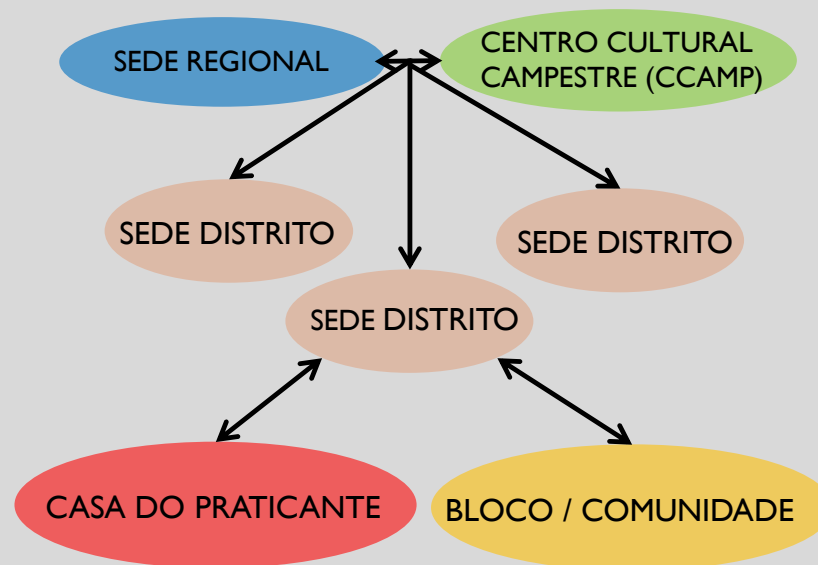 SEDE REGIONAL
CENTRO CULTURAL
CAMPESTRE (CCAMP)
SEDE DISTRITO
SEDE DISTRITO
SEDE DISTRITO
CASA DO PRATICANTE
BLOCO / COMUNIDADE